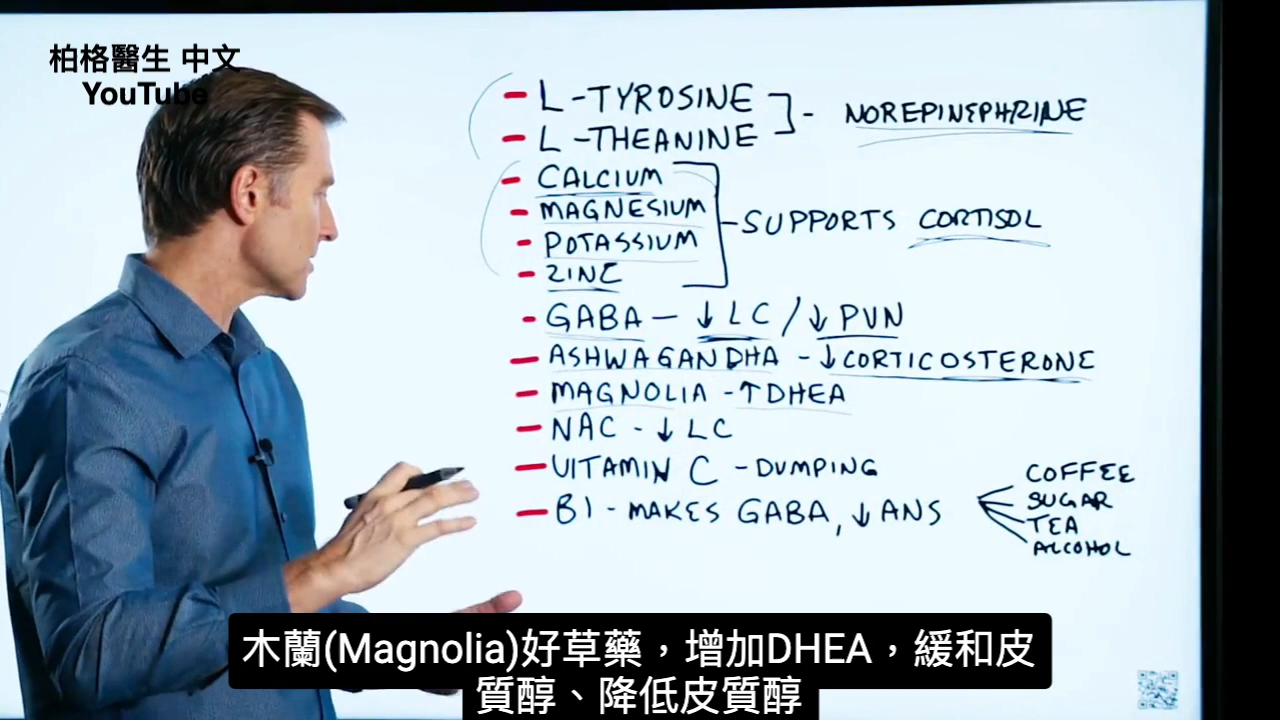 柏格醫生 中文
YouTube
- L-TYROSINE
- L-THEANINE
- NOREPINEPHRINE
- CALCIUM
- MAGNESIUM
- POTASSIUM
- ZINC
- SUPPORTS CORTISOL
- GABA - ↓LC / ↓PVN
- ASHWAGANDHA - ↓CORTICOSTERONE
- MAGNOLIA - ↑DHEA
- NAC - ↓LC
- VITAMIN C - DUMPING
- B1 - MAKES GABA, ↓ANS
COFFEE
SUGAR
TEA
ALCOHOL
木蘭(Magnolia)好草藥，增加DHEA，緩和皮
質醇、降低皮質醇